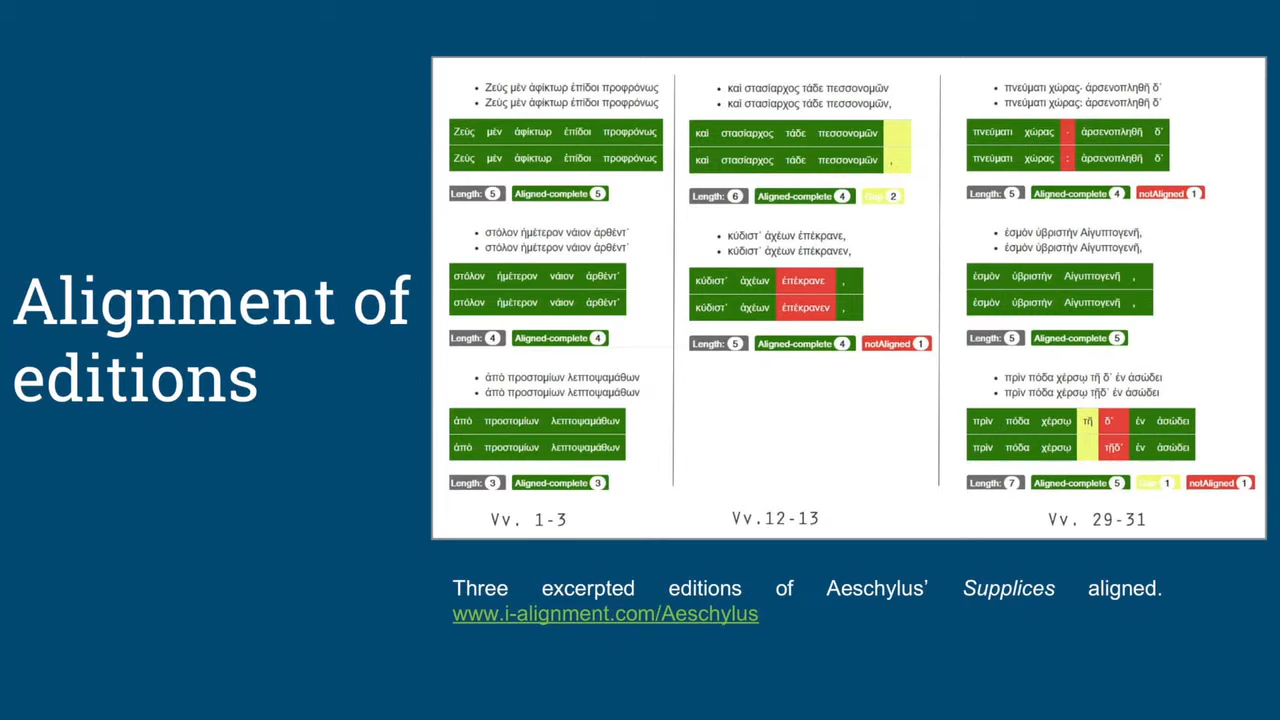 Alignment of
editions
• Ζεὺς μὲν ἀφίκτωρ ἐπίδοι προφρόνως
• Ζεὺς μὲν ἀφίκτωρ ἐπίδοι προφρόνως
Ζεὺς μὲν ἀφίκτωρ ἐπίδοι προφρόνως
Ζεὺς μὲν ἀφίκτωρ ἐπίδοι προφρόνως
Length: 5 Aligned-complete 5
• στόλον ἡμέτερον νάιον ἀρθέντ᾽
• στόλον ἡμέτερον νάιον ἀρθέντ᾽
στόλον ἡμέτερον νάιον ἀρθέντ᾽
στόλον ἡμέτερον νάιον ἀρθέντ᾽
Length: 4 Aligned-complete 4
• ἀπὸ προστομίων λεπτοψαμάθων
• ἀπὸ προστομίων λεπτοψαμάθων
ἀπὸ προστομίων λεπτοψαμάθων
ἀπὸ προστομίων λεπτοψαμάθων
Length: 3 Aligned-complete 3
Vv. 1-3
• καὶ στασίαρχος τάδε πεσσονομῶν
• καὶ στασίαρχος τάδε πεσσονομῶν,
καὶ στασίαρχος τάδε πεσσονομῶν
καὶ στασίαρχος τάδε πεσσονομῶν ,
Length: 6 Aligned-complete 4 Gap 2
• κύδιστ᾽ ἀχέων ἐπέκρανε,
• κύδιστ᾽ ἀχέων ἐπέκρανεν,
κύδιστ᾽ ἀχέων ἐπέκρανε ,
κύδιστ᾽ ἀχέων ἐπέκρανεν ,
Length: 5 Aligned-complete 4 notAligned 1
Vv.12-13
• πνεύματι χώρας· ἀρσενοπληθῆ δ᾽
• πνεύματι χώρας: ἀρσενοπληθῆ δ᾽
πνεύματι χώρας · ἀρσενοπληθῆ δ᾽
πνεύματι χώρας : ἀρσενοπληθῆ δ᾽
Length: 5 Aligned-complete 4 notAligned 1
• ἑσμὸν ὑβριστὴν Αἰγυπτογενῆ,
• ἑσμὸν ὑβριστὴν Αἰγυπτογενῆ,
ἑσμὸν ὑβριστὴν Αἰγυπτογενῆ ,
ἑσμὸν ὑβριστὴν Αἰγυπτογενῆ ,
Length: 5 Aligned-complete 5
• πρὶν πόδα χέρσῳ τῇ δ᾽ ἐν ἀσώδει
• πρὶν πόδα χέρσῳ τῇδ᾽ ἐν ἀσώδει
πρὶν πόδα χέρσῳ τῇ δ᾽ ἐν ἀσώδει
πρὶν πόδα χέρσῳ τῇδ᾽ ἐν ἀσώδει
Length: 7 Aligned-complete 5 Gap 1 notAligned 1
Vv. 29-31
Three excerpted editions of Aeschylus’ Supplices aligned.
www.i-alignment.com/Aeschylus